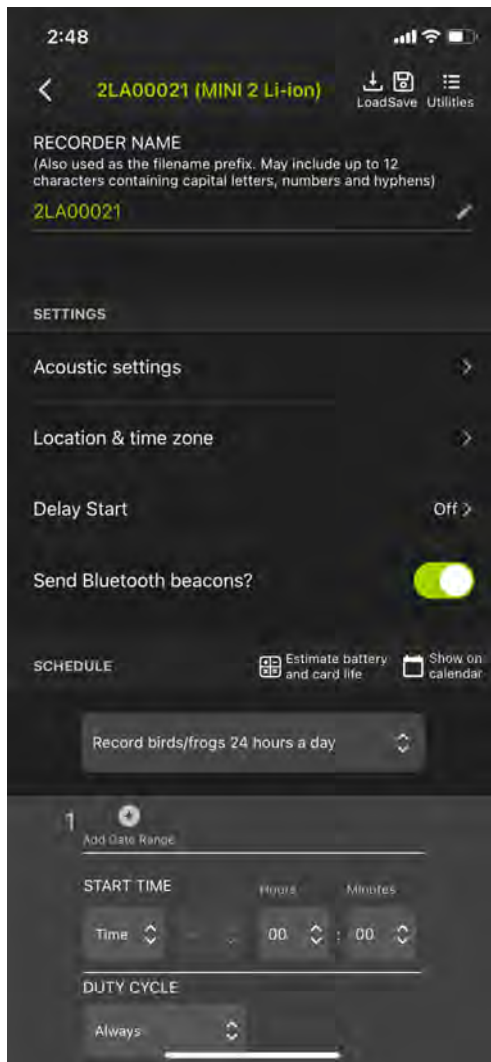 2:48
2LA00021 (MINI 2 Li-ion)
Load Save Utilities
RECORDER NAME
(Also used as the filename prefix. May include up to 12
characters containing capital letters, numbers and hyphens)
2LA00021
SETTINGS
Acoustic settings
Location & time zone
Delay Start Off
Send Bluetooth beacons?
SCHEDULE
Estimate battery
and card life
Show on
calendar
Record birds/frogs 24 hours a day
1
Add Date Range
START TIME Hours Minutes
Time -- 00 : 00
DUTY CYCLE
Always